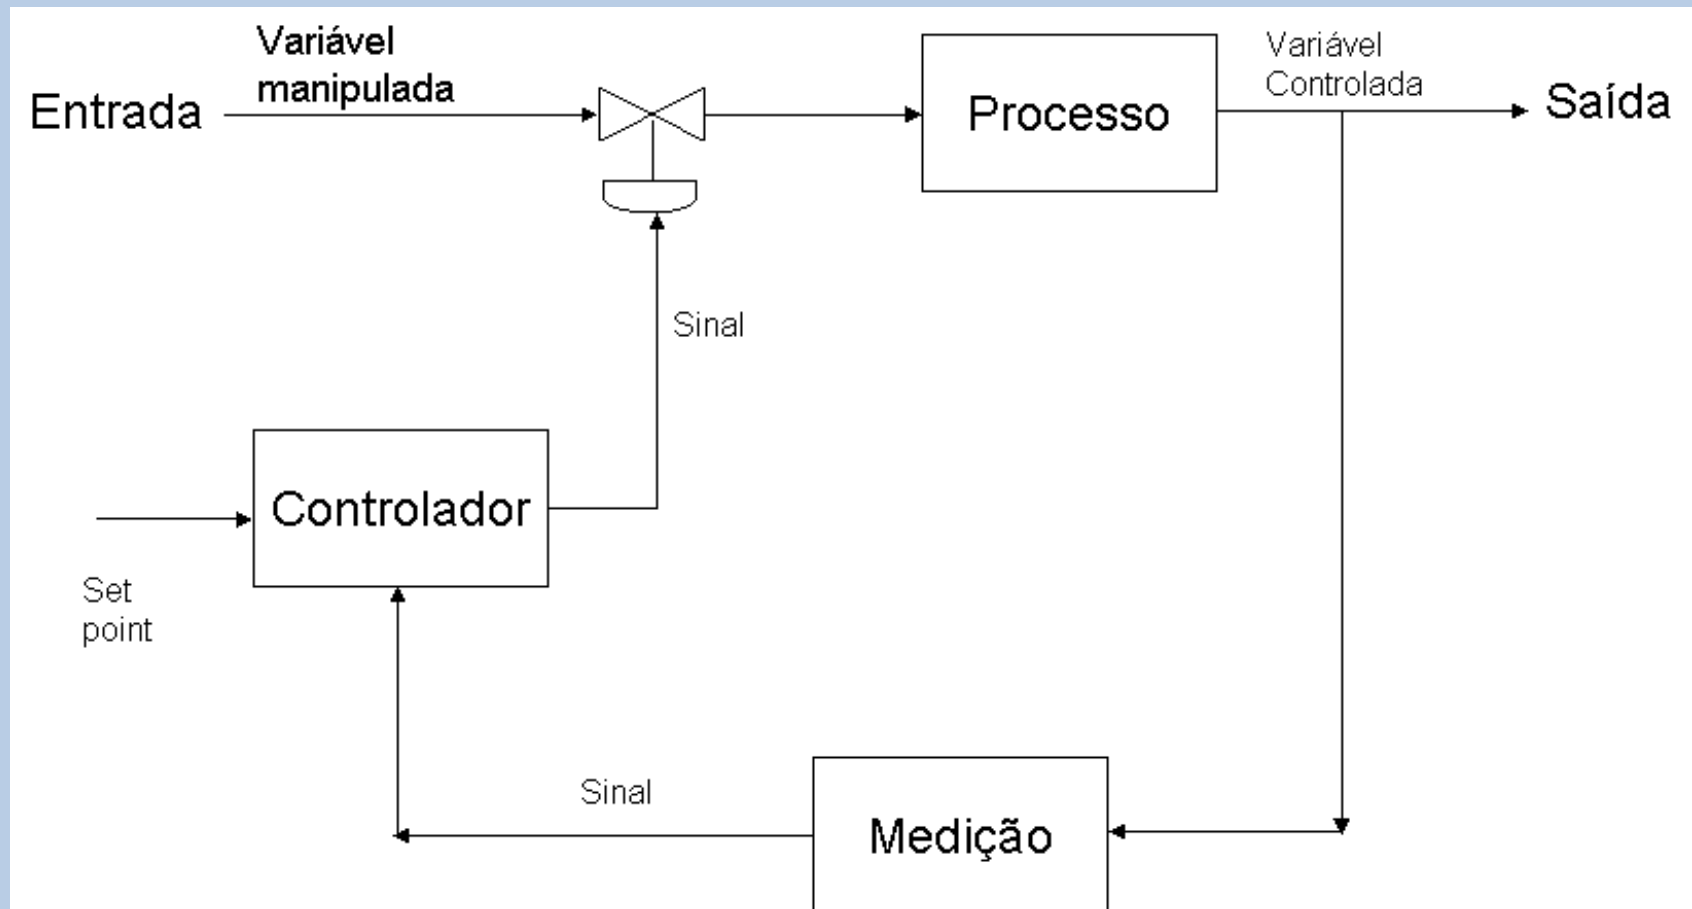 Variável
manipulada
Entrada
Processo
Variável
Controlada
Saída
Sinal
Controlador
Set
point
Sinal
Medição